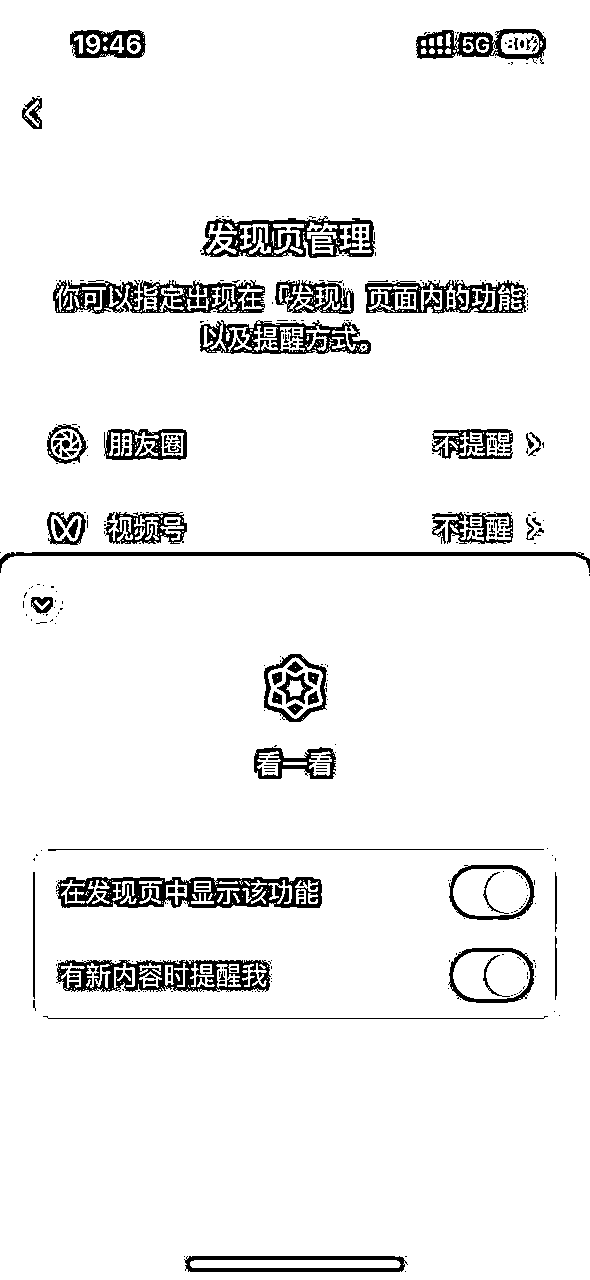 19:46
5G 80
发现页管理
你可以指定出现在「发现」页面内的功能
以及提醒方式。
朋友圈 不提醒
视频号 不提醒
看一看
在发现页中显示该功能
有新内容时提醒我